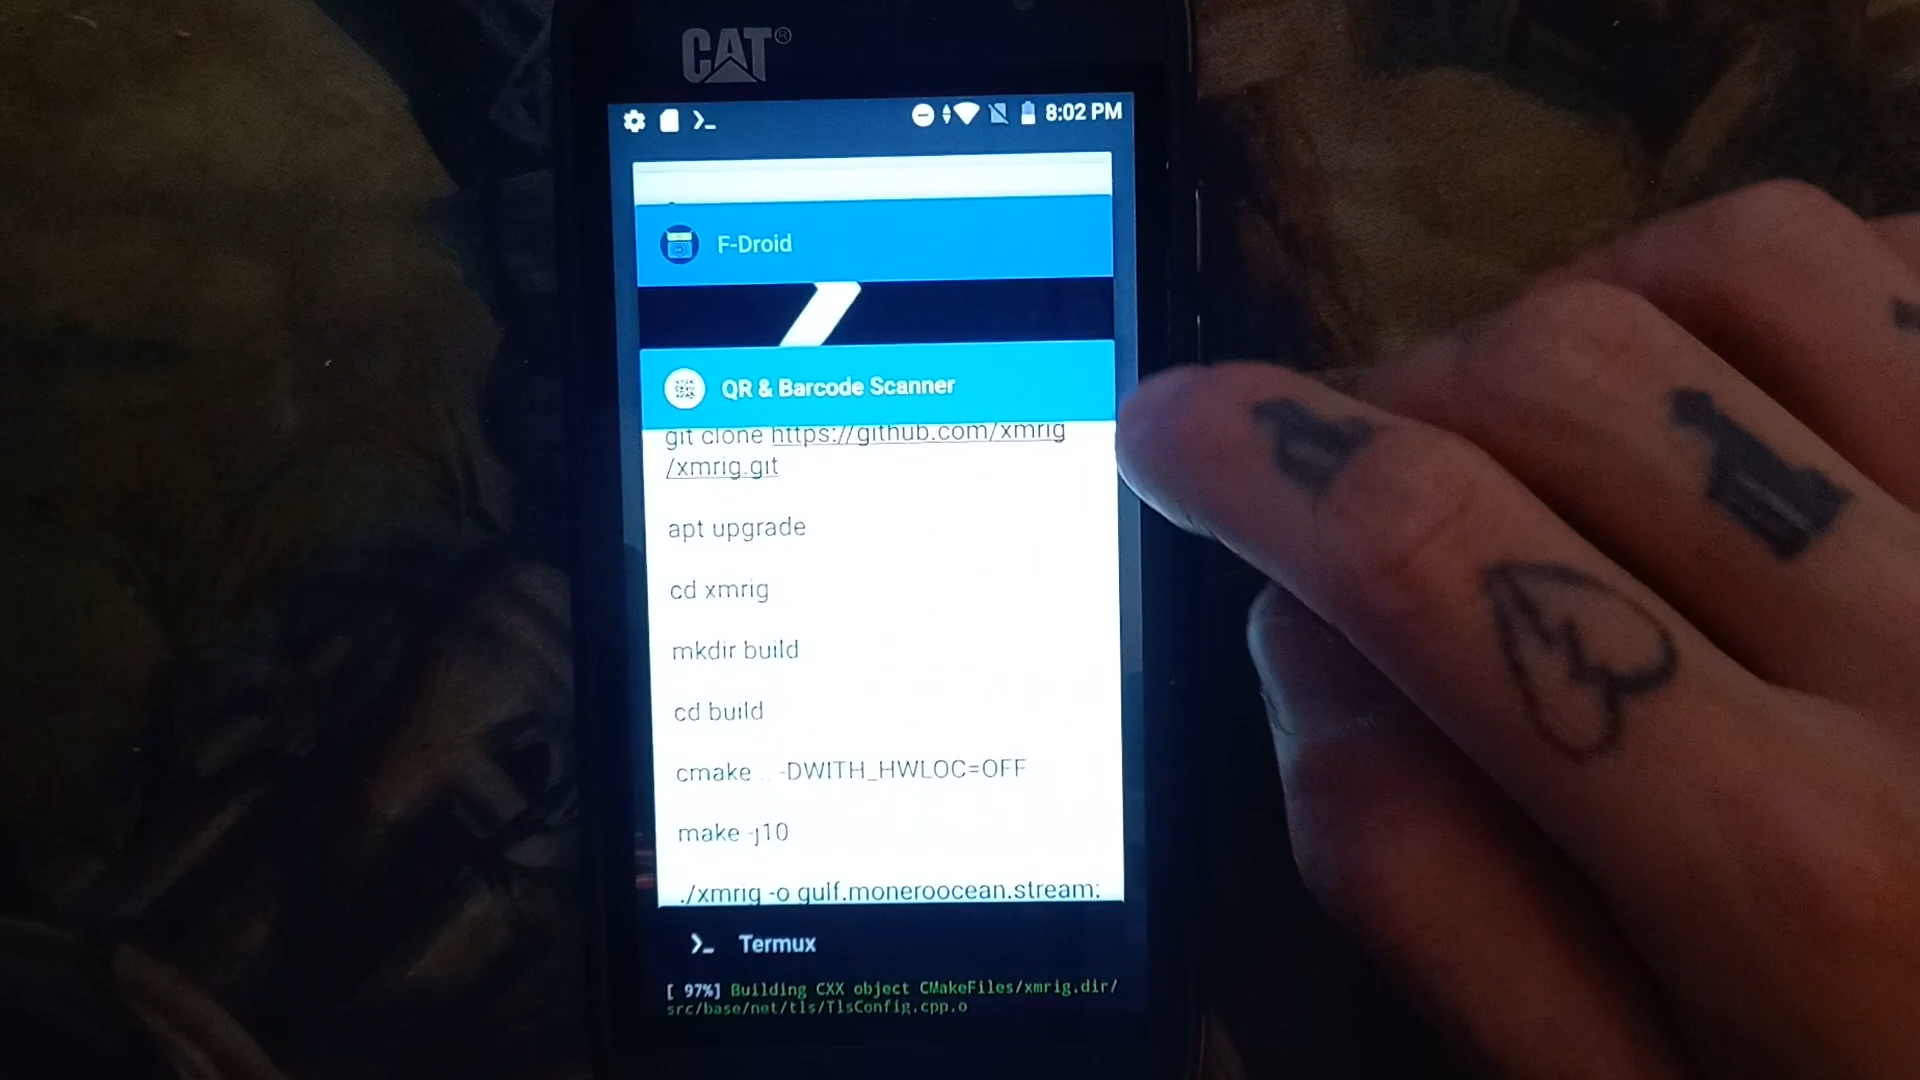 CAT®
8:02 PM
F-Droid
QR & Barcode Scanner
git clone https://github.com/xmrig
/xmrig.git
apt upgrade
cd xmrig
mkdir build
cd build
cmake .. -DWITH_HWLOC=OFF
make -j10
./xmrig -o gulf.moneroocean.stream:
Termux
[ 97%] Building CXX object CMakeFiles/xmrig.dir/
src/base/net/tls/TlsConfig.cpp.o